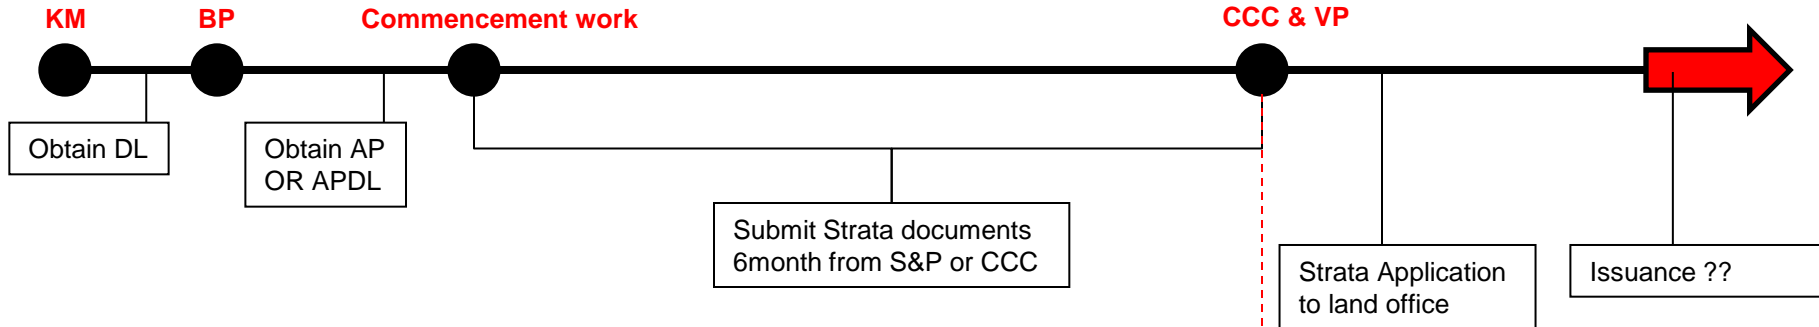 KM
BP
Commencement work
CCC & VP
Obtain DL
Obtain AP
OR APDL
Submit Strata documents
6month from S&P or CCC
Strata Application
to land office
Issuance ??